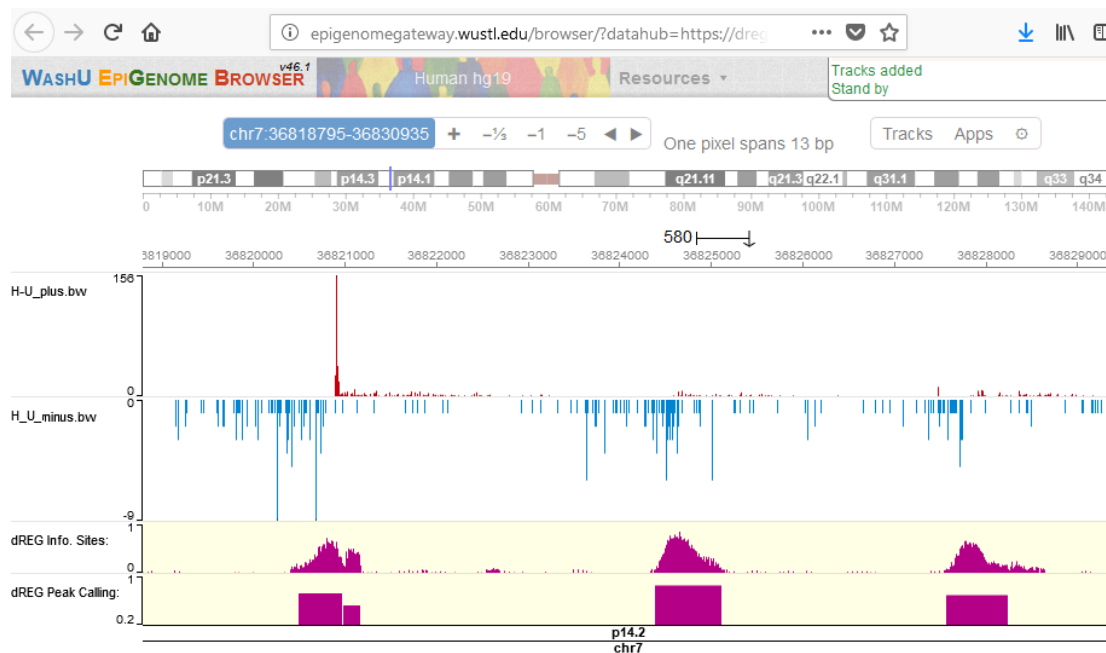 epigenomegateway.wustl.edu/browser/?datahub=https://dreg
WASHU EPIGENOME BROWSER v46.1 Human hg19 Resources Tracks added
Stand by
chr7:36818795-36830935 + -⅓ -1 -5 One pixel spans 13 bp Tracks Apps
p21.3 p14.3 p14.1 q21.11 q21.3 q22.1 q31.1 q33 q34
0 10M 20M 30M 40M 50M 60M 70M 80M 90M 100M 110M 120M 130M 140M
580
36819000 36820000 36821000 36822000 36823000 36824000 36825000 36826000 36827000 36828000 36829000
156
H-U_plus.bw
0
0
H_U_minus.bw
-9
1
dREG Info. Sites:
0
1
dREG Peak Calling:
0.2
p14.2
chr7